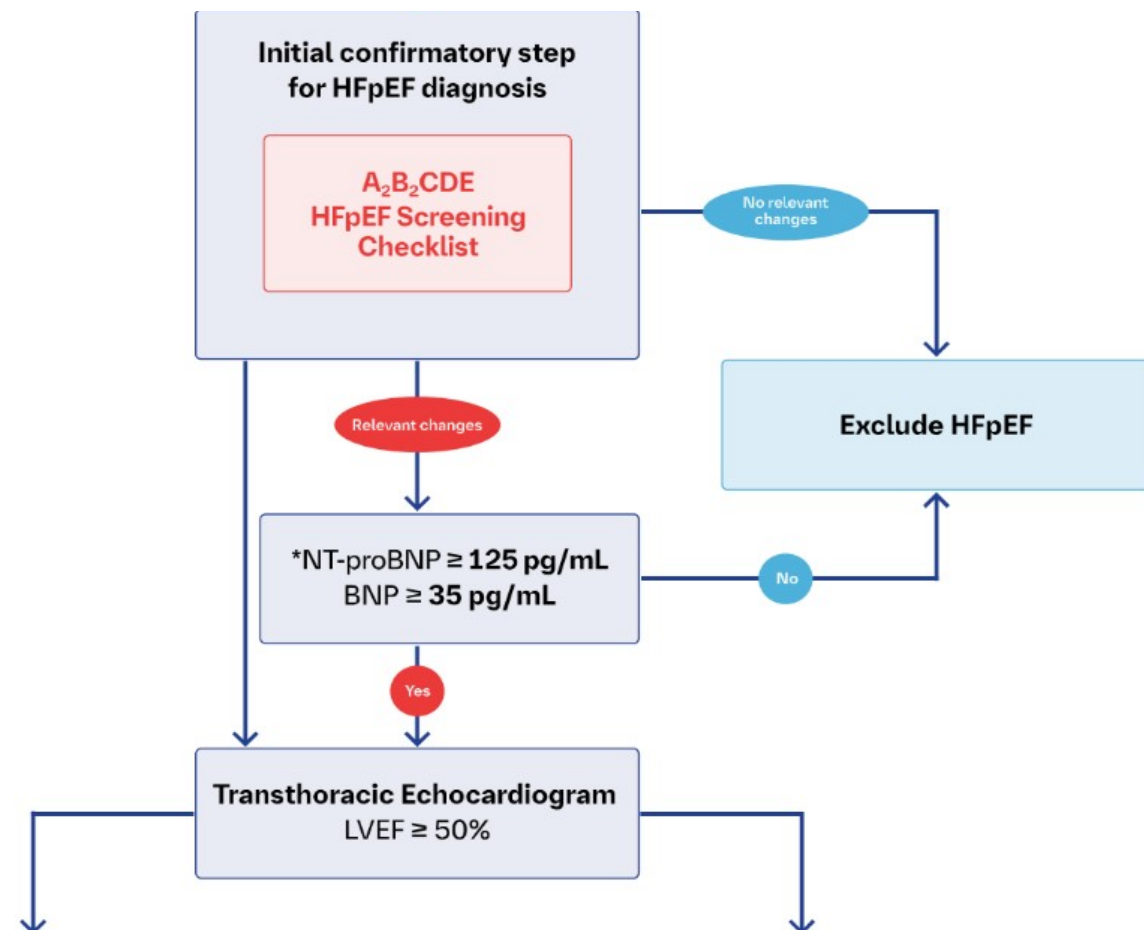 Initial confirmatory step
for HFpEF diagnosis
A₂B₂CDE
HFpEF Screening
Checklist
No relevant
changes
Relevant changes
Exclude HFpEF
*NT-proBNP ≥ 125 pg/mL
BNP ≥ 35 pg/mL
No
Yes
Transthoracic Echocardiogram
LVEF ≥ 50%